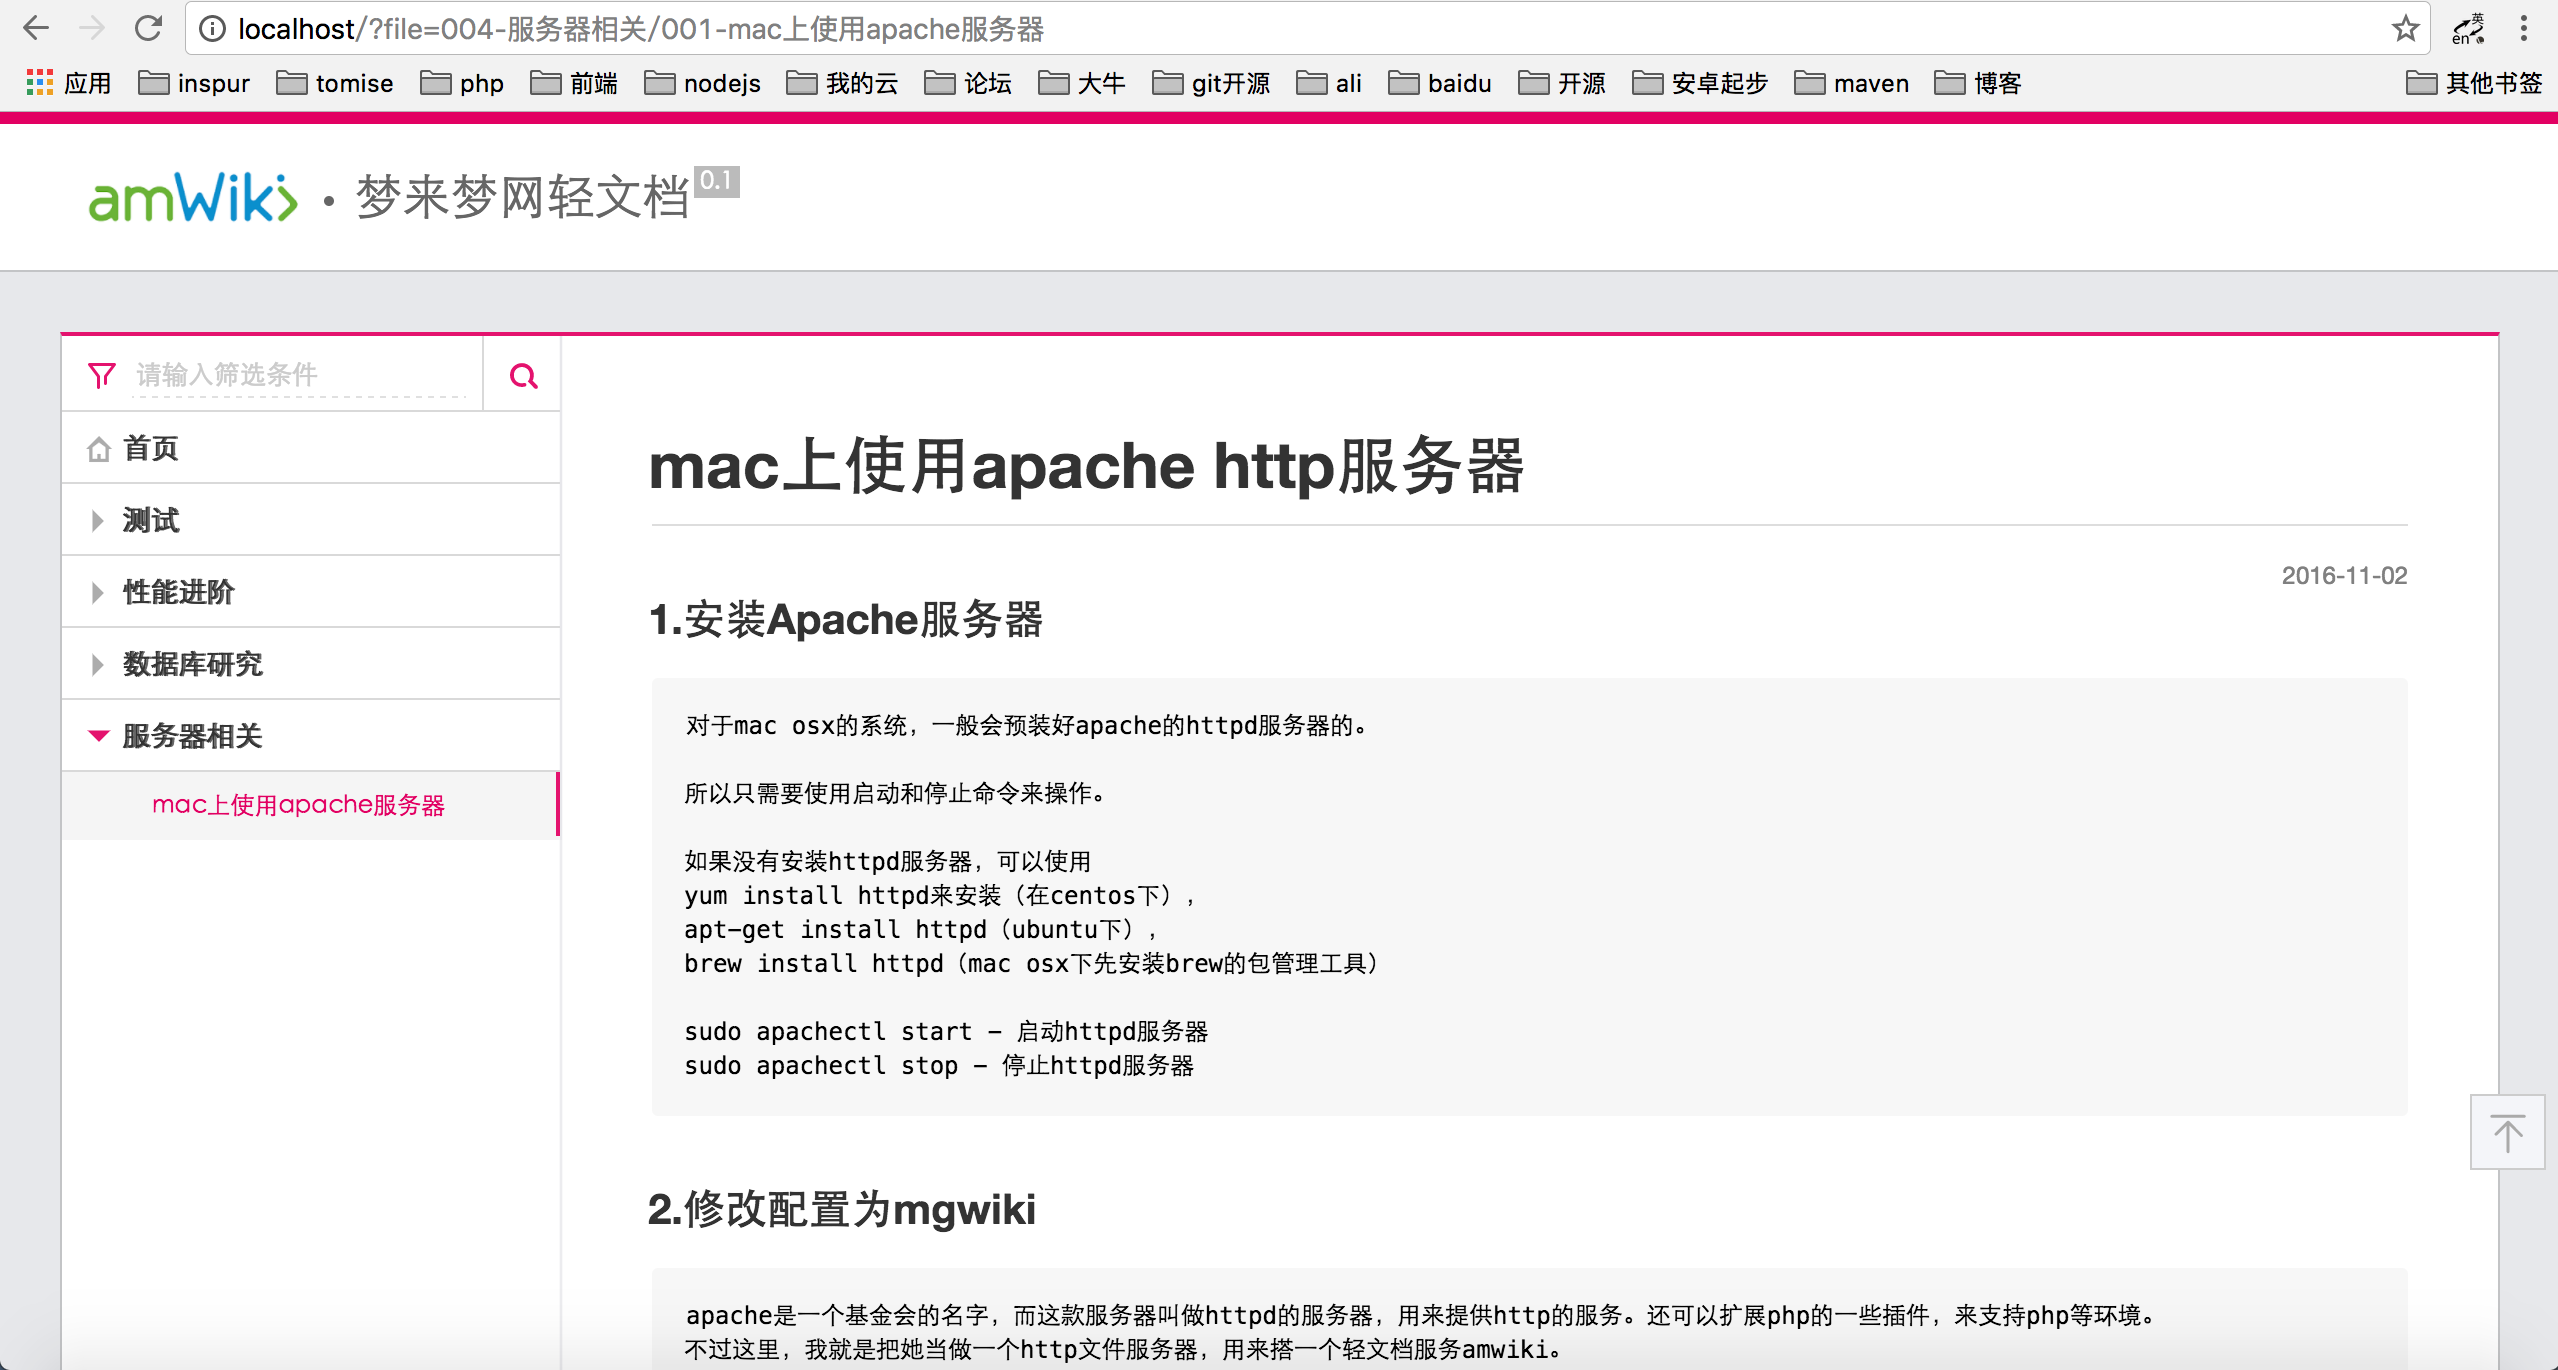 localhost/?file=004-服务器相关/001-mac上使用apache服务器
英
en
应用 inspur tomise php 前端 nodejs 我的云 论坛 大牛 git开源 ali baidu 开源 安卓起步 maven 博客 其他书签
amWiki · 梦来梦网轻文档 0.1
请输入筛选条件
首页
测试
性能进阶
数据库研究
服务器相关
mac上使用apache服务器
mac上使用apache http服务器
2016-11-02
1.安装Apache服务器
对于mac osx的系统，一般会预装好apache的httpd服务器的。
所以只需要使用启动和停止命令来操作。
如果没有安装httpd服务器，可以使用
yum install httpd来安装（在centos下），
apt-get install httpd（ubuntu下），
brew install httpd（mac osx下先安装brew的包管理工具）
sudo apachectl start - 启动httpd服务器
sudo apachectl stop - 停止httpd服务器
2.修改配置为mgwiki
apache是一个基金会的名字，而这款服务器叫做httpd的服务器，用来提供http的服务。还可以扩展php的一些插件，来支持php等环境。
不过这里，我就是把她当做一个http文件服务器，用来搭一个轻文档服务amwiki。